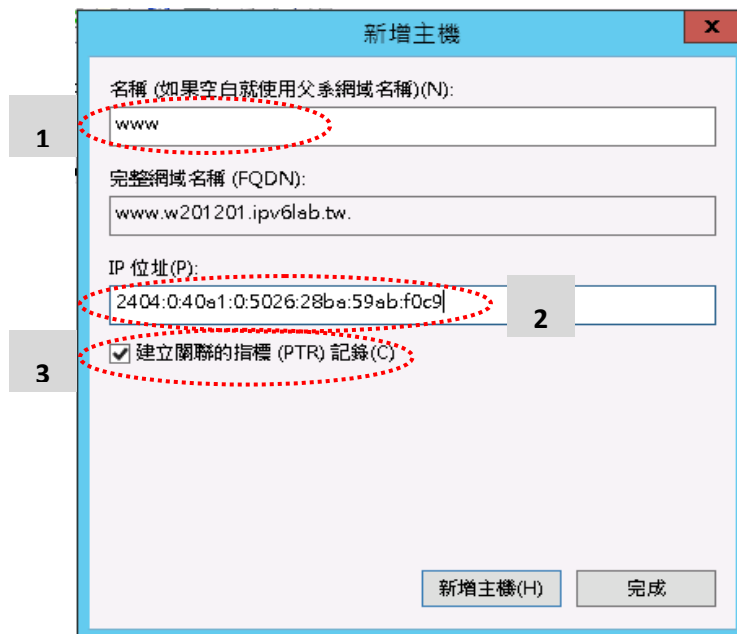 新增主機
x
名稱 (如果空白就使用父系網域名稱)(N):
1
www
完整網域名稱 (FQDN):
www.w201201.ipv6lab.tw.
IP 位址(P):
2404:0:40a1:0:5026:28ba:59ab:f0c9
2
建立關聯的指標 (PTR) 記錄(C)
3
新增主機(H)
完成